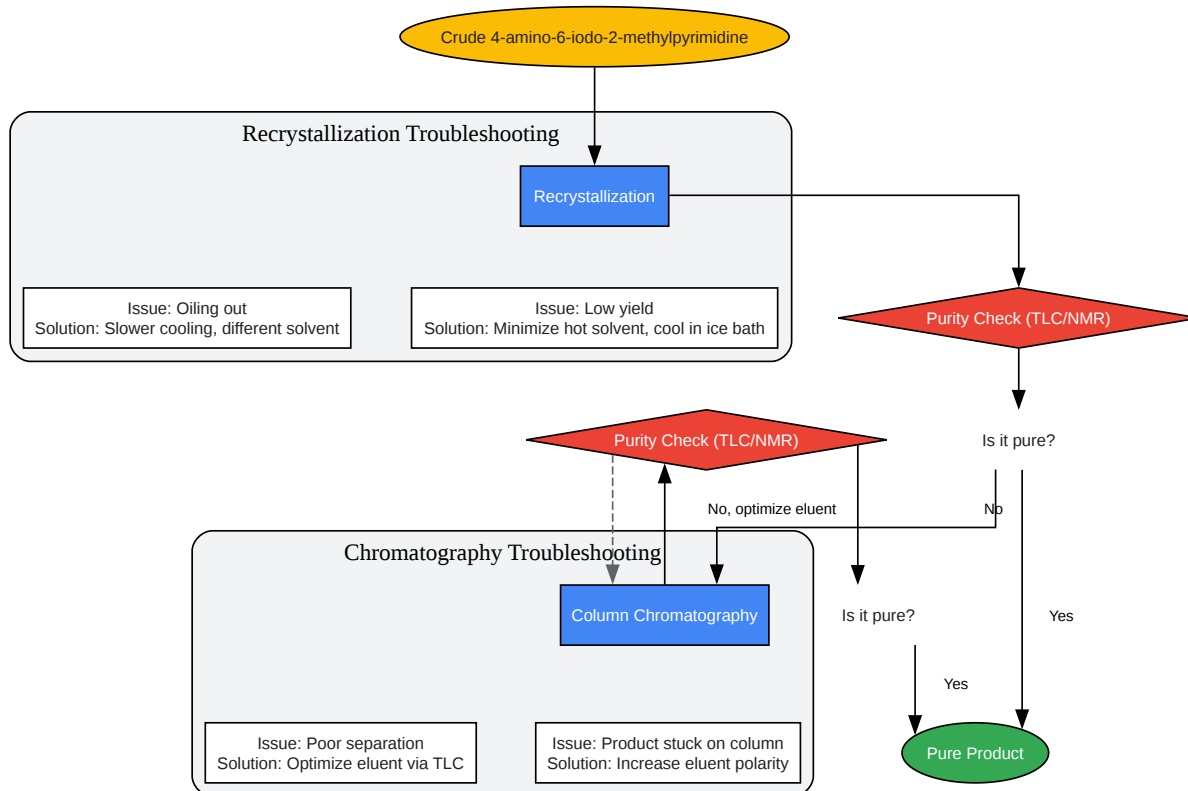 Crude 4-amino-6-iodo-2-methylpyrimidine
Recrystallization Troubleshooting
Recrystallization
Issue: Oiling out
Solution: Slower cooling, different solvent
Issue: Low yield
Solution: Minimize hot solvent, cool in ice bath
Purity Check (TLC/NMR)
Is it pure?
Purity Check (TLC/NMR)
No, optimize eluent
No
Chromatography Troubleshooting
Column Chromatography
Is it pure?
Yes
Yes
Issue: Poor separation
Solution: Optimize eluent via TLC
Issue: Product stuck on column
Solution: Increase eluent polarity
Pure Product